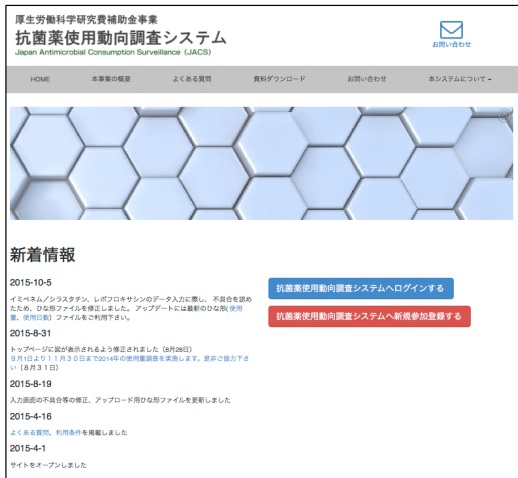 厚生労働科学研究費補助金事業
抗菌薬使用動向調査システム
Japan Antimicrobial Consumption Surveillance (JACS)
お問い合わせ
HOME 本事業の概要 よくある質問 資料ダウンロード お問い合わせ 本システムについて
新着情報
2015-10-5
イミペネム／シラスタチン、レボフロキサシンのデータ入力に際し、不具合を認め
たため、ひな形ファイルを修正しました。アップデートには最新のひな形(使用
量、使用日数）ファイルをご利用下さい。
2015-8-31
トップページに図が表示されるよう修正されました（8月28日）
９月1日より１１月３０日まで2014年の使用量調査を実施します。是非ご協力下さ
い（８月３１日）
2015-8-19
入力画面の不具合等の修正、アップロード用ひな形ファイルを更新しました
2015-4-16
よくある質問、利用条件を掲載しました
2015-4-1
サイトをオープンしました
抗菌薬使用動向調査システムへログインする
抗菌薬使用動向調査システムへ新規参加登録する